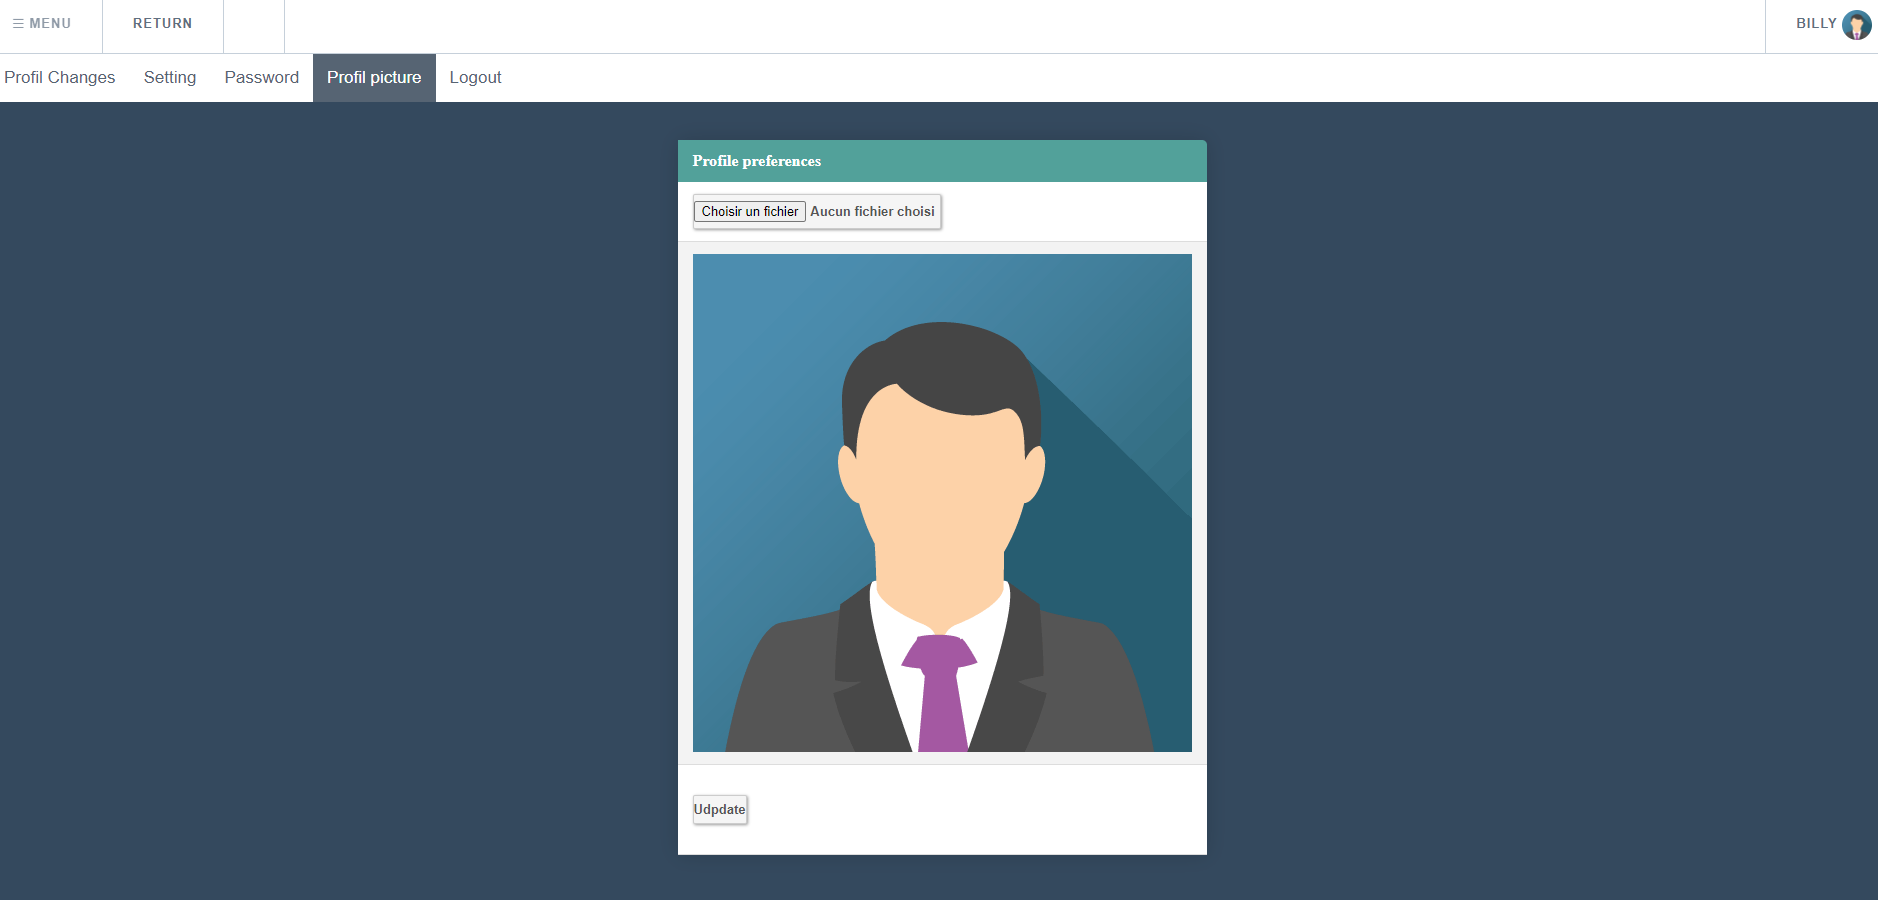 ☰ MENU RETURN BILLY
Profil Changes Setting Password Profil picture Logout
Profile preferences
Choisir un fichier Aucun fichier choisi
Udpdate